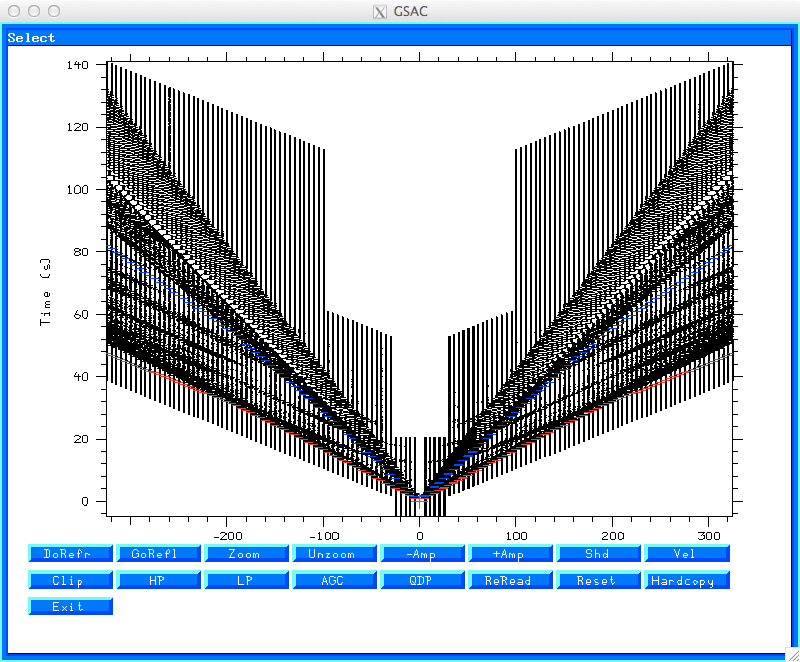 GSAC
Select
140
120
100
80
60
40
20
0
Time (s)
-200 -100 0 100 200 300
DoRefr GoRefl Zoom Unzoom -Amp +Amp Shd Vel
Clip HP LP AGC QDP ReRead Reset Hardcopy
Exit